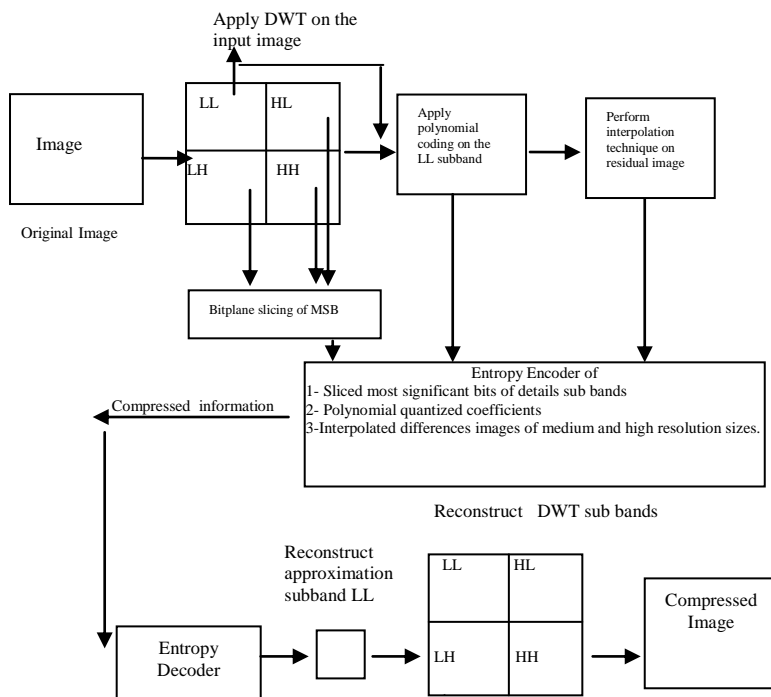 Apply DWT on the
input image
LL
HL
LH
HH
Image
Original Image
Apply
polynomial
coding on the
LL subband
Perform
interpolation
technique on
residual image
Bitplane slicing of MSB
Entropy Encoder of
1- Sliced most significant bits of details sub bands
2- Polynomial quantized coefficients
3-Interpolated differences images of medium and high resolution sizes.
Compressed information
Reconstruct DWT sub bands
Reconstruct
approximation
subband LL
Entropy
Decoder
LL
HL
LH
HH
Compressed
Image